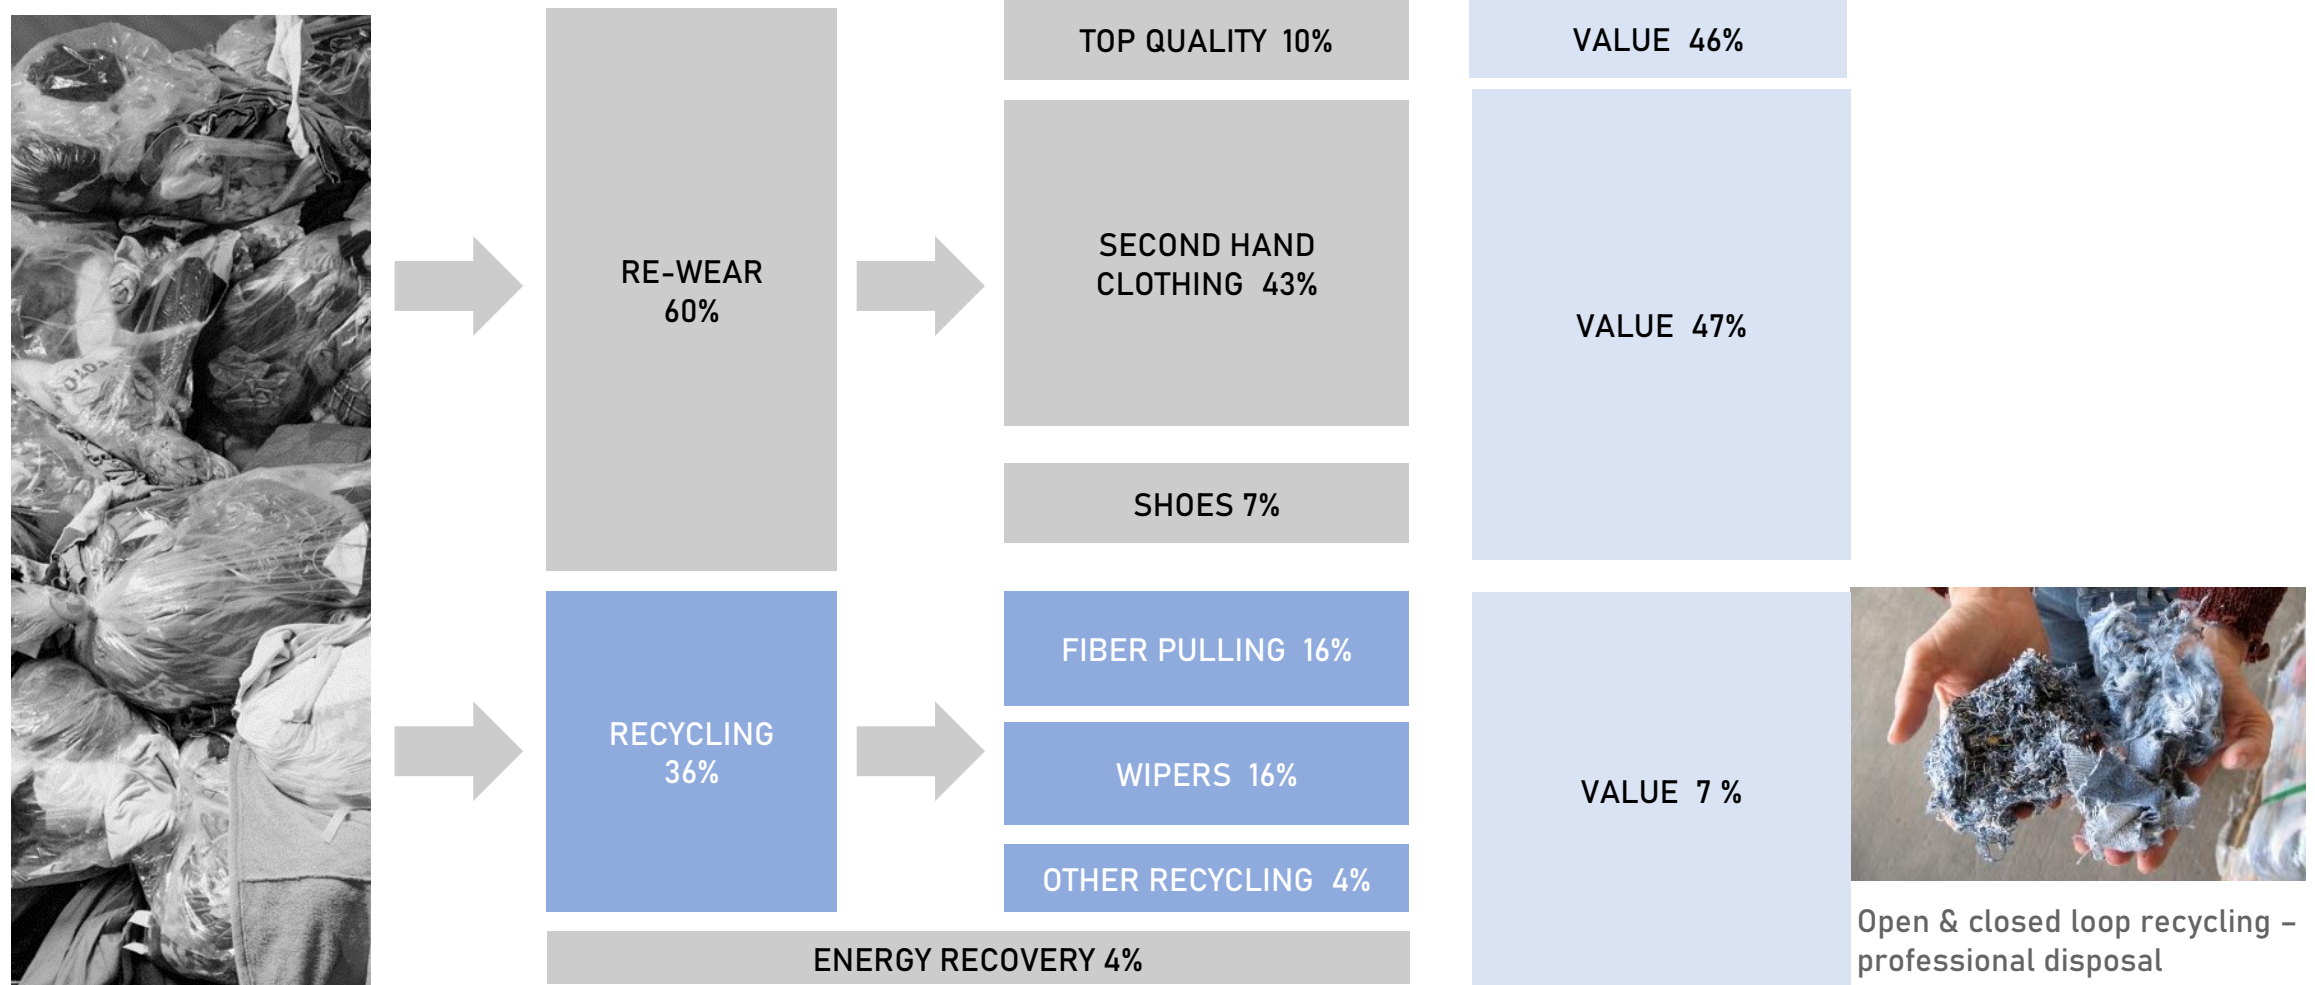 TOP QUALITY 10%
VALUE 46%
RE-WEAR
60%
SECOND HAND
CLOTHING 43%
VALUE 47%
SHOES 7%
RECYCLING
36%
FIBER PULLING 16%
WIPERS 16%
OTHER RECYCLING 4%
VALUE 7 %
ENERGY RECOVERY 4%
Open & closed loop recycling –
professional disposal